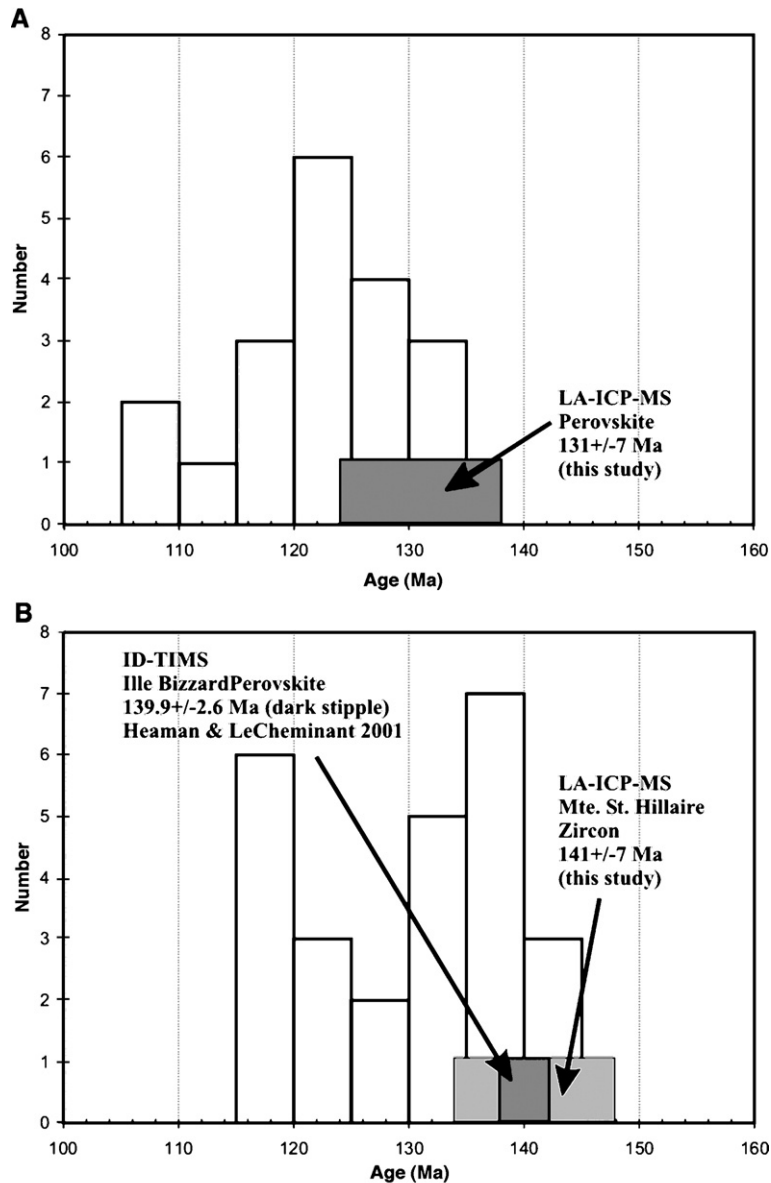 A
8
7
6
5
4
3
2
1
0
Number
LA-ICP-MS
Perovskite
131+/-7 Ma
(this study)
100 110 120 130 140 150 160
Age (Ma)
B
8
7
6
5
4
3
2
1
0
Number
ID-TIMS
Ille BizzardPerovskite
139.9+/-2.6 Ma (dark stipple)
Heaman & LeCheminant 2001
LA-ICP-MS
Mte. St. Hillaire
Zircon
141+/-7 Ma
(this study)
100 110 120 130 140 150 160
Age (Ma)